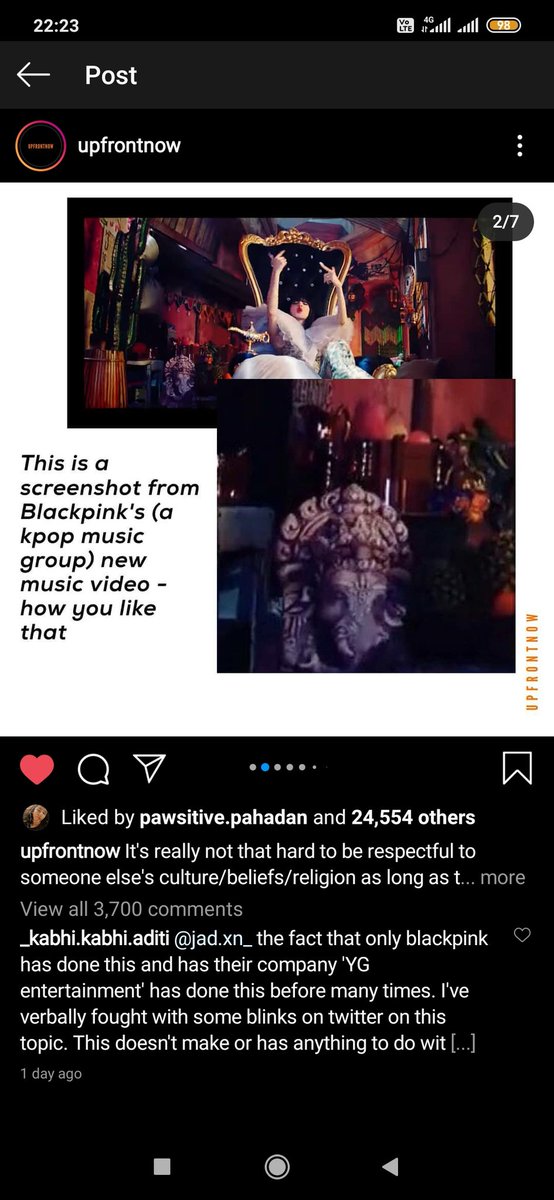 22:23
Vo LTE 4G 98
Post
UPFRONTNOW
upfrontnow
2/7
This is a
screenshot from
Blackpink's (a
kpop music
group) new
music video -
how you like
that
UPFRONTNOW
Liked by pawsitive.pahadan and 24,554 others
upfrontnow It's really not that hard to be respectful to
someone else's culture/beliefs/religion as long as t... more
View all 3,700 comments
_kabhi.kabhi.aditi @jad.xn_ the fact that only blackpink
has done this and has their company 'YG
entertainment' has done this before many times. I've
verbally fought with some blinks on twitter on this
topic. This doesn't make or has anything to do wit [...]
1 day ago